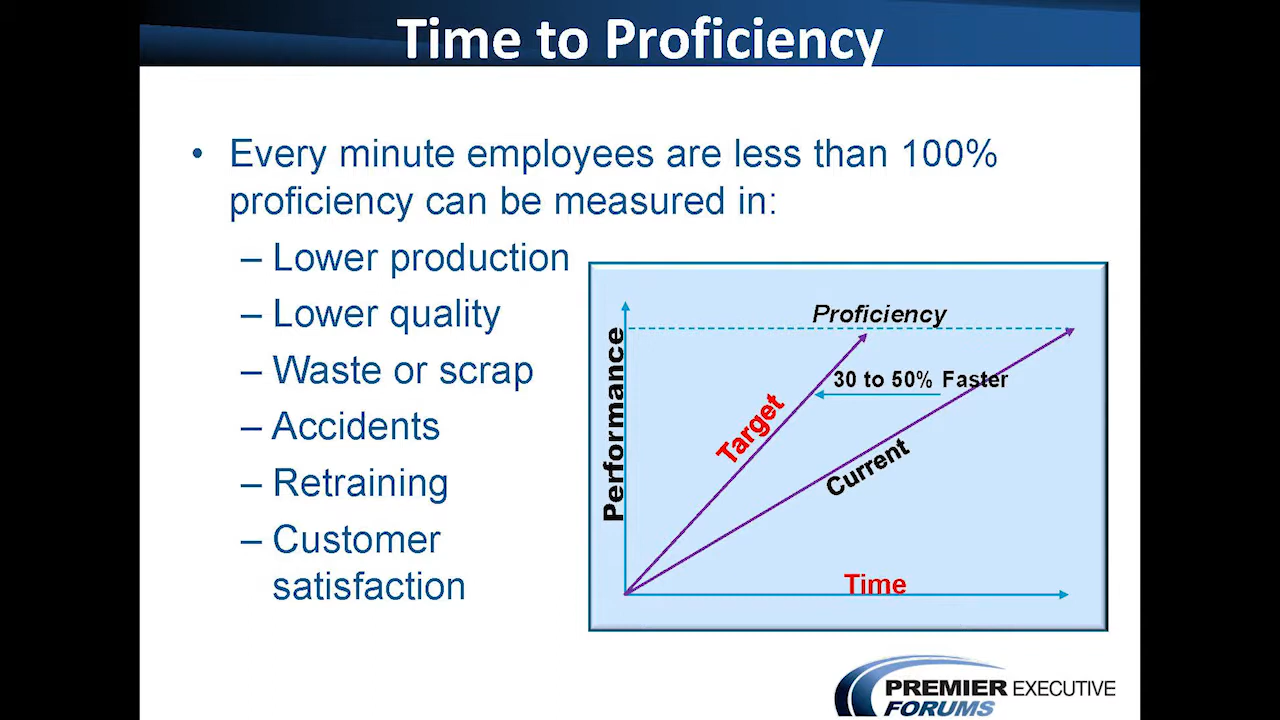 Time to Proficiency
• Every minute employees are less than 100%
proficiency can be measured in:
– Lower production
– Lower quality
– Waste or scrap
– Accidents
– Retraining
– Customer
satisfaction
Proficiency
30 to 50% Faster
Target
Current
Performance
Time
PREMIER EXECUTIVE
FORUMS